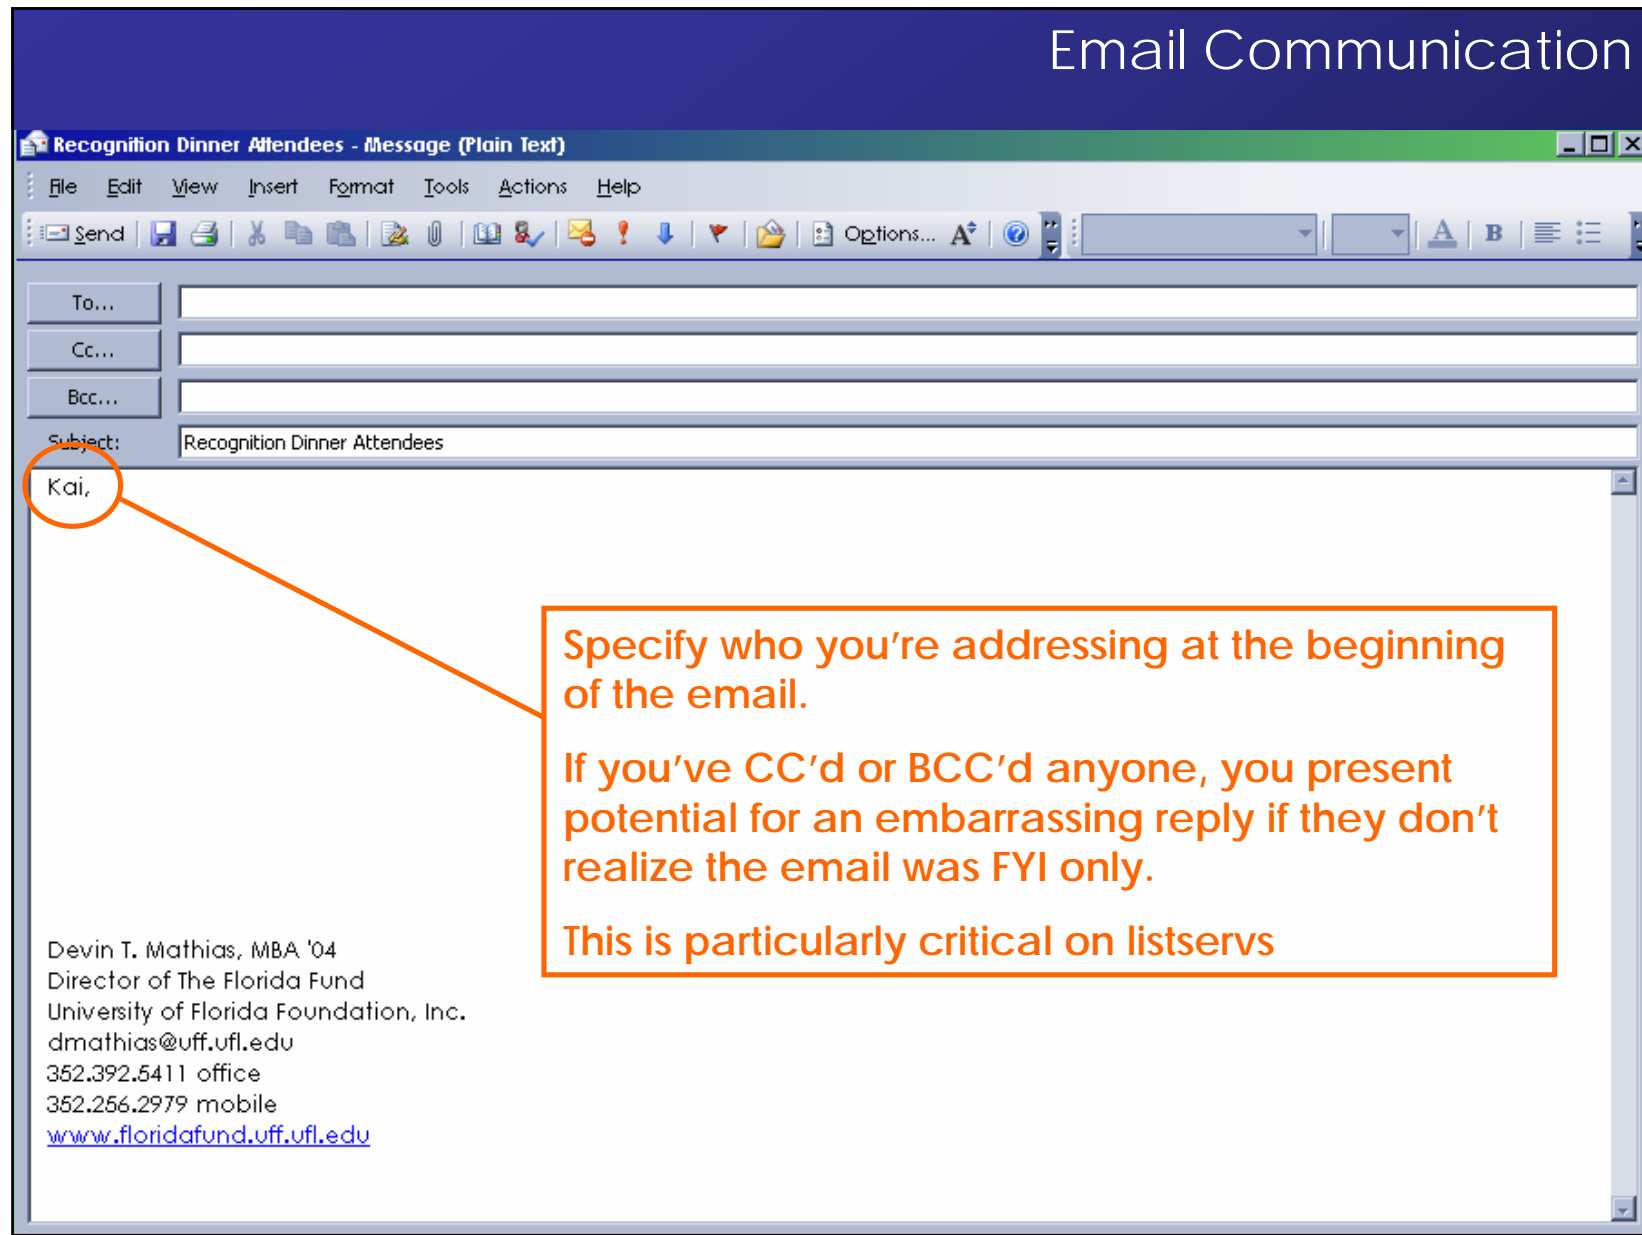 Email Communication
Recognition Dinner Attendees - Message (Plain Text)
File Edit View Insert Format Tools Actions Help
Send Options...
To...
Cc...
Bcc...
Subject: Recognition Dinner Attendees
Kai,
Specify who you're addressing at the beginning
of the email.
If you've CC'd or BCC'd anyone, you present
potential for an embarrassing reply if they don't
realize the email was FYI only.
This is particularly critical on listservs
Devin T. Mathias, MBA '04
Director of The Florida Fund
University of Florida Foundation, Inc.
dmathias@uff.ufl.edu
352.392.5411 office
352.256.2979 mobile
www.floridafund.uff.ufl.edu